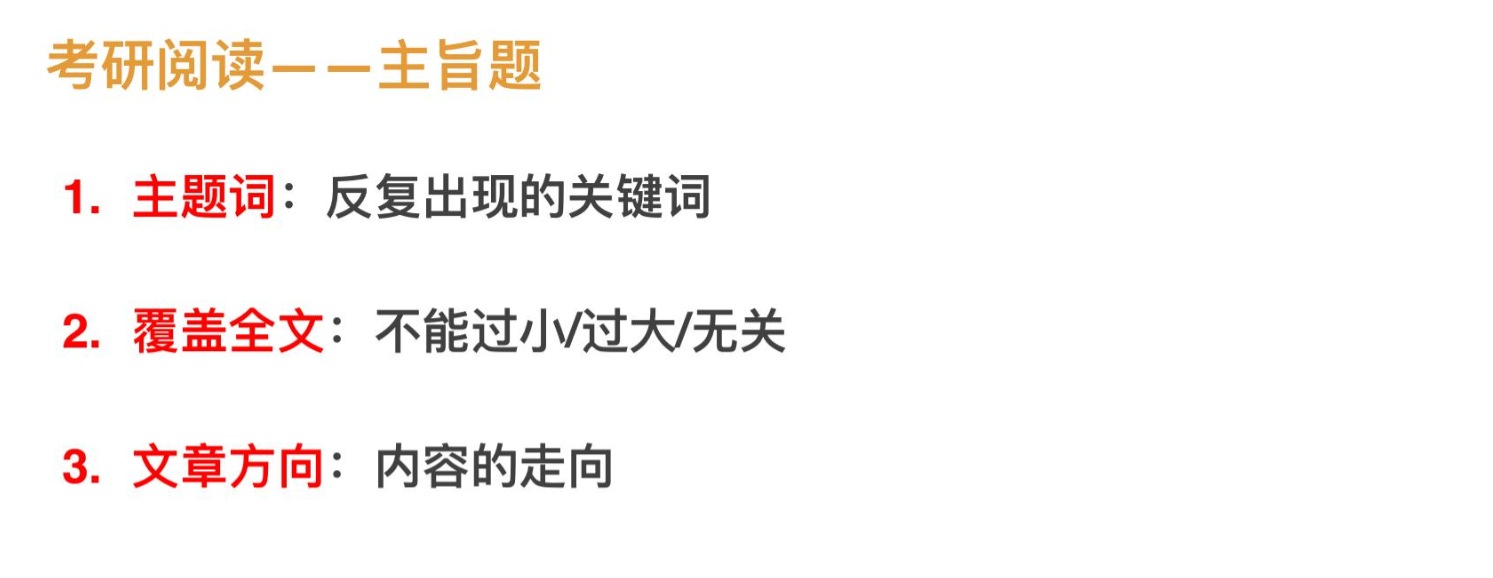 考研阅读——主旨题
1. 主题词：反复出现的关键词
2. 覆盖全文：不能过小/过大/无关
3. 文章方向：内容的走向